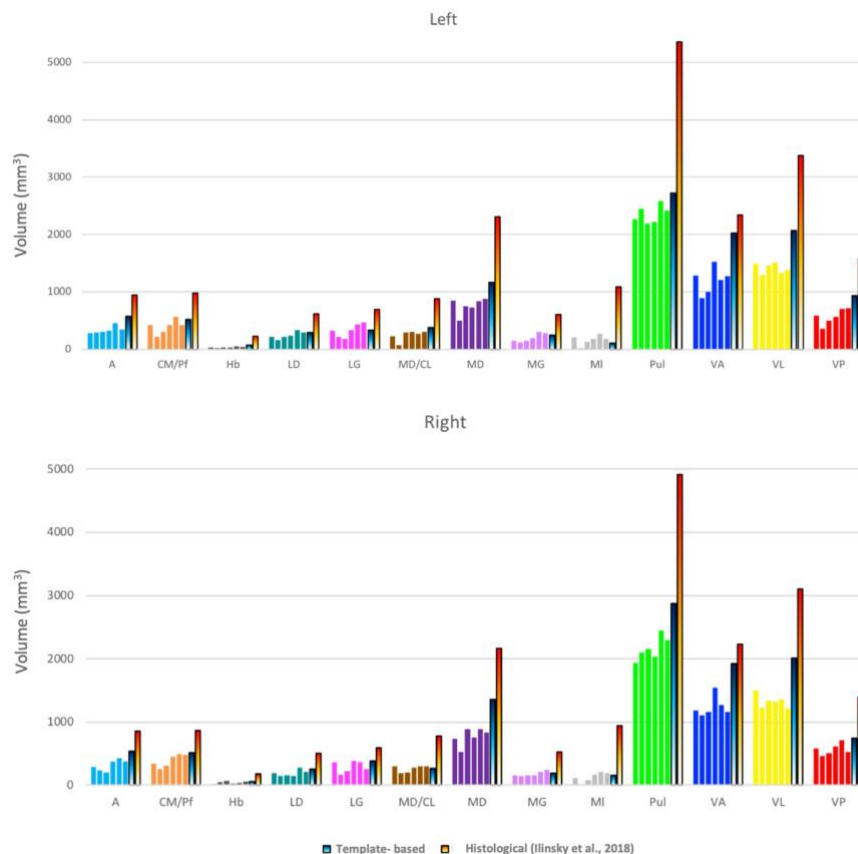 Left
Volume (mm³)
5000
4000
3000
2000
1000
0
A CM/Pf Hb LD LG MD/CL MD MG Ml Pul VA VL VP
Right
Volume (mm³)
5000
4000
3000
2000
1000
0
A CM/Pf Hb LD LG MD/CL MD MG Ml Pul VA VL VP
Template- based Histological (Ilinsky et al., 2018)